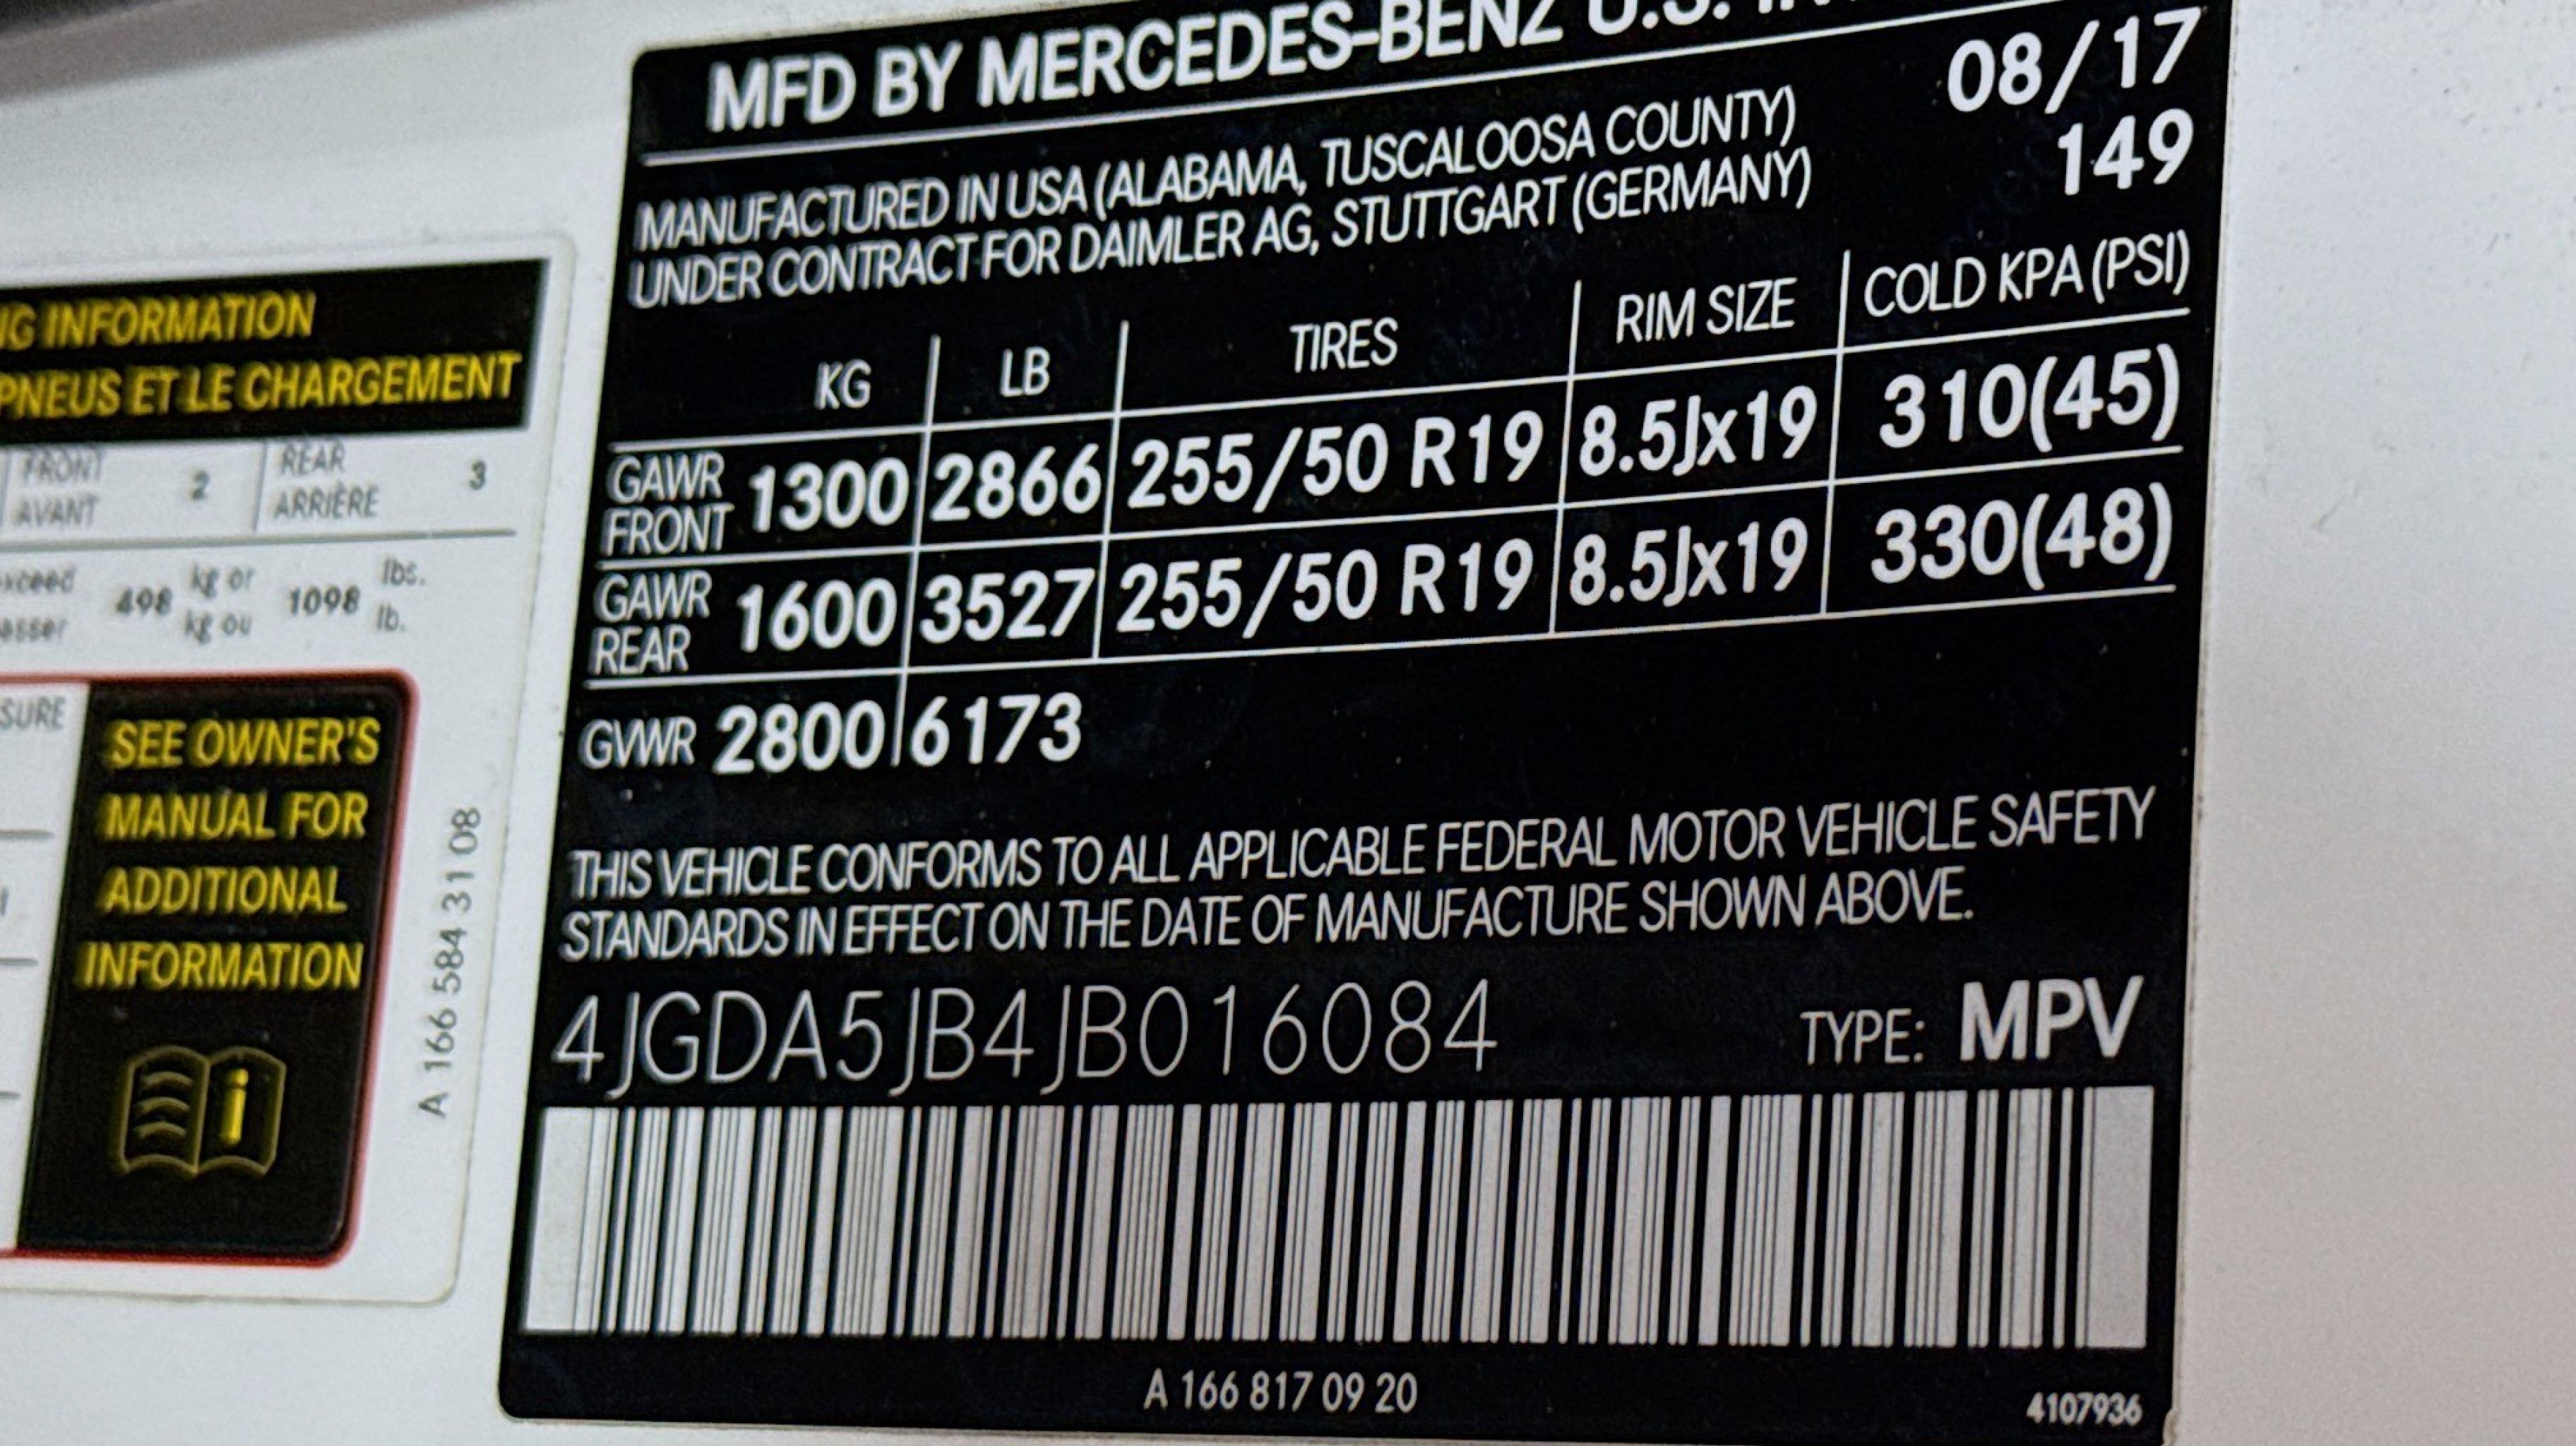 MFD BY MERCEDES-BENZ U.S.
08/17
MANUFACTURED IN USA (ALABAMA, TUSCALOOSA COUNTY)
UNDER CONTRACT FOR DAIMLER AG, STUTTGART (GERMANY)
149
KG LB TIRES RIM SIZE COLD KPA (PSI)
GAWR FRONT 1300 2866 255/50 R19 8.5Jx19 310(45)
GAWR REAR 1600 3527 255/50 R19 8.5Jx19 330(48)
GVWR 2800 6173
THIS VEHICLE CONFORMS TO ALL APPLICABLE FEDERAL MOTOR VEHICLE SAFETY
STANDARDS IN EFFECT ON THE DATE OF MANUFACTURE SHOWN ABOVE.
4JGDA5JB4JB016084 TYPE: MPV
A 166 817 09 20
4107936
INFORMATION
PNEUS ET LE CHARGEMENT
FRONT 2 REAR 3
AVANT ARRIÈRE
498 kg or 1098 lbs.
kg ou lb.
SEE OWNER'S
MANUAL FOR
ADDITIONAL
INFORMATION
A 166 584 31 08